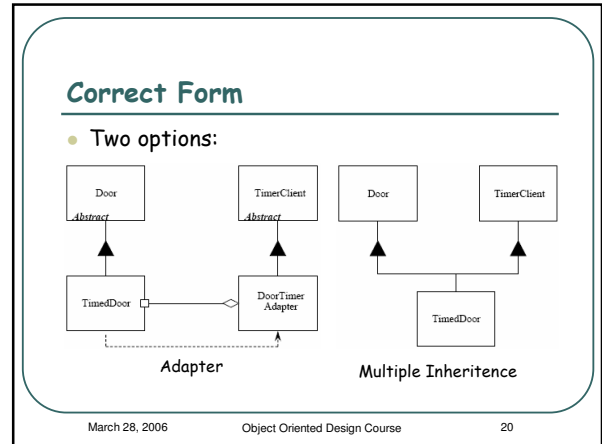 Correct Form
Two options:
Door
Abstract
TimerClient
Abstract
TimedDoor
DoorTimer
Adapter
Adapter
Door
TimerClient
TimedDoor
Multiple Inheritence
March 28, 2006
Object Oriented Design Course
20